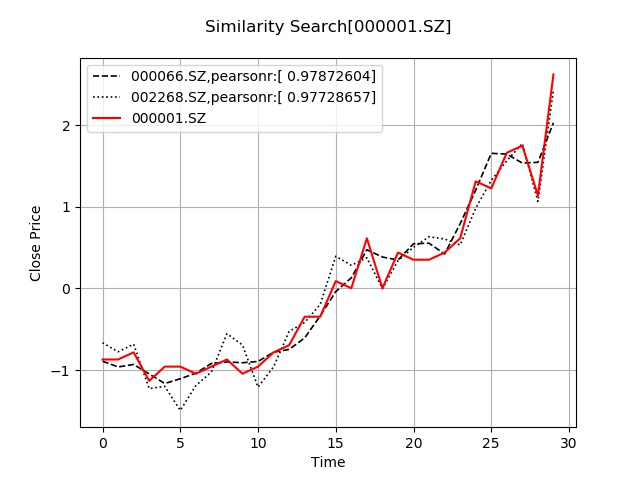 Similarity Search[000001.SZ]
000066.SZ,pearsonr:[ 0.97872604]
002268.SZ,pearsonr:[ 0.97728657]
000001.SZ
Close Price
2
1
0
−1
0 5 10 15 20 25 30
Time